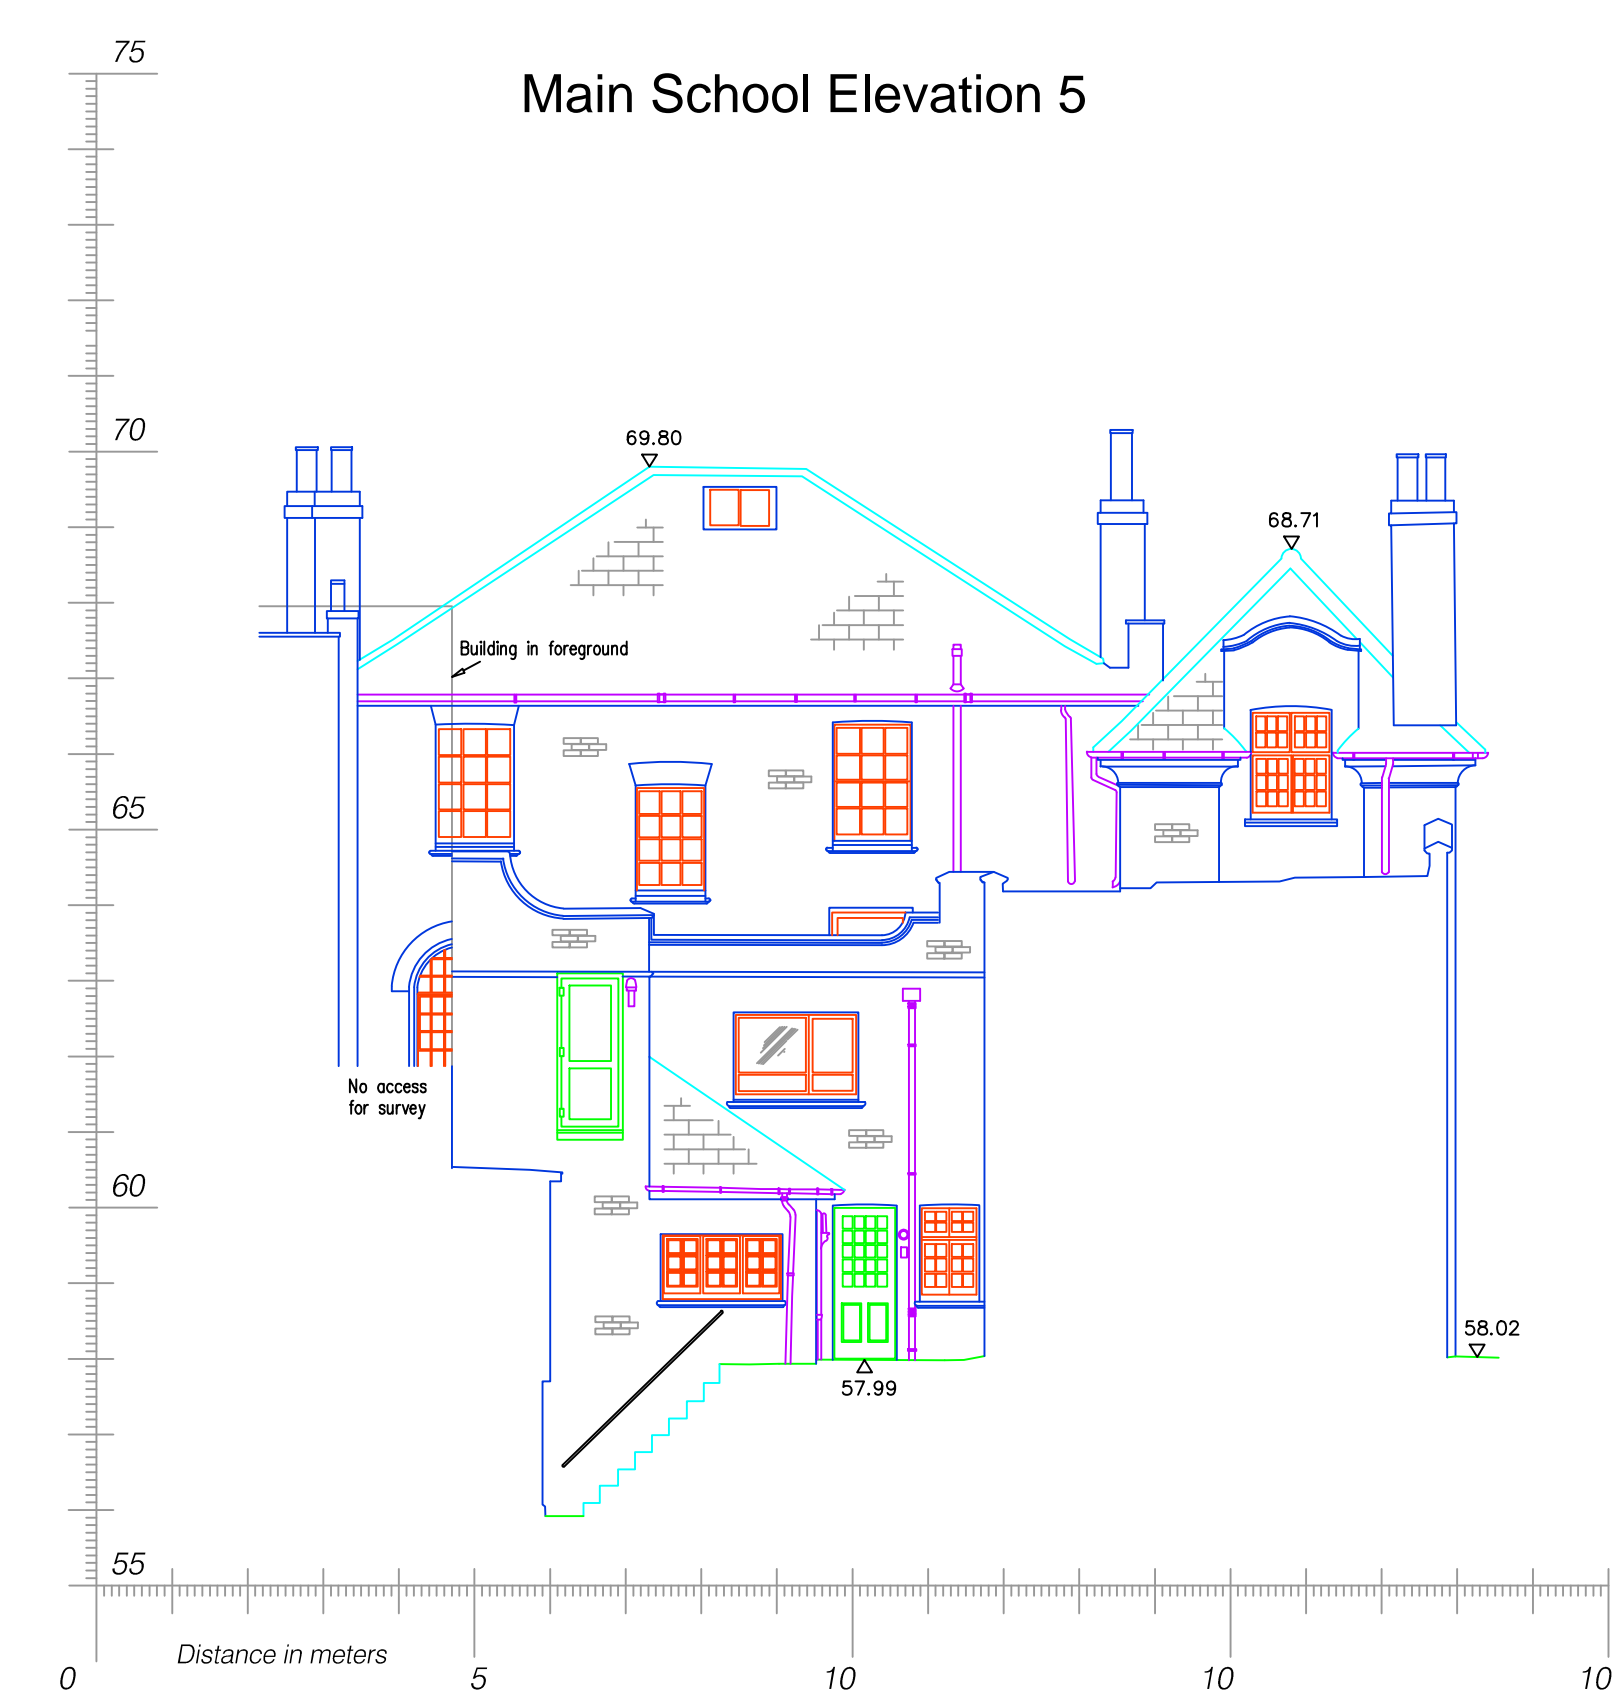 75
Main School Elevation 5
70
69.80
68.71
Building in foreground
65
No access
for survey
60
58.02
57.99
55
Distance in meters
0
5
10
10
10